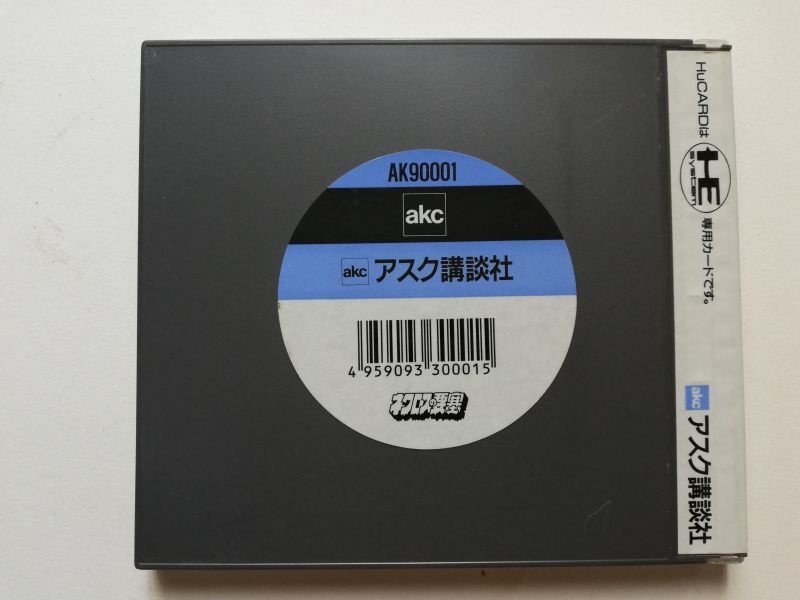 AK90001
akc
akc アスク講談社
4 959093 300015
ネクロスの要塞
HuCARDは
HE
system
専用カードです。
akc アスク講談社